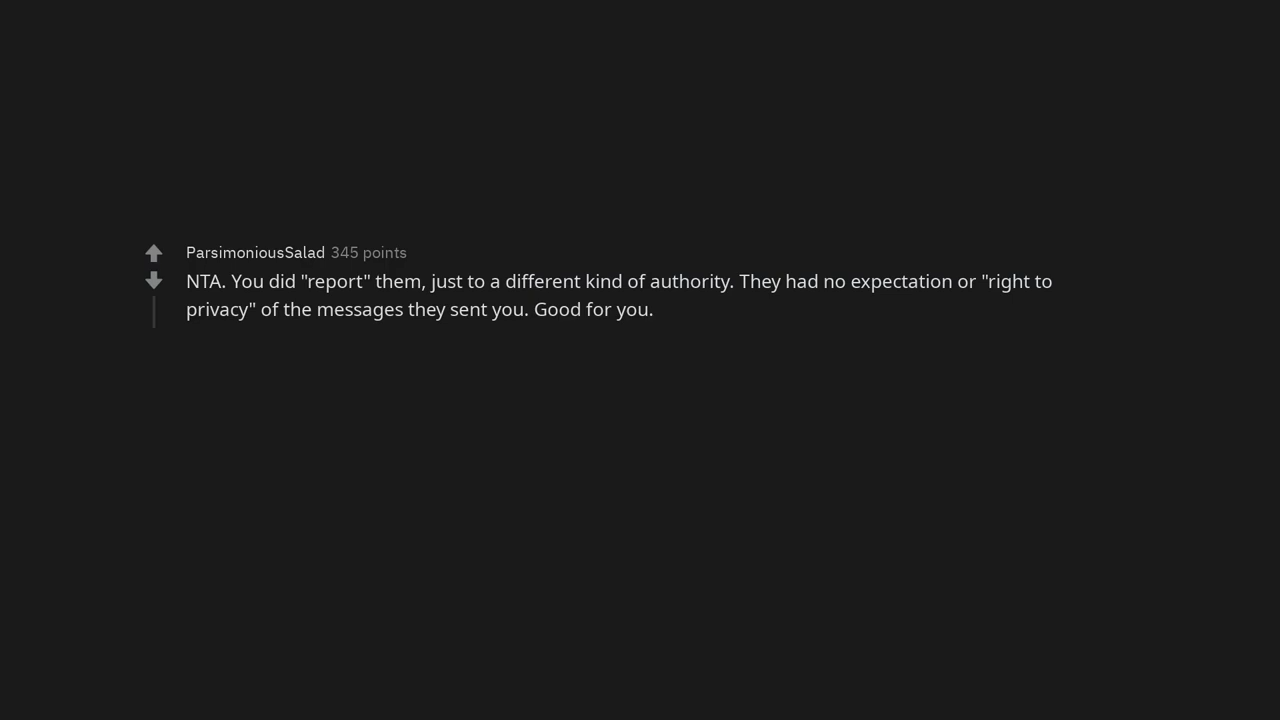 ParsimoniousSalad 345 points
NTA. You did "report" them, just to a different kind of authority. They had no expectation or "right to
privacy" of the messages they sent you. Good for you.